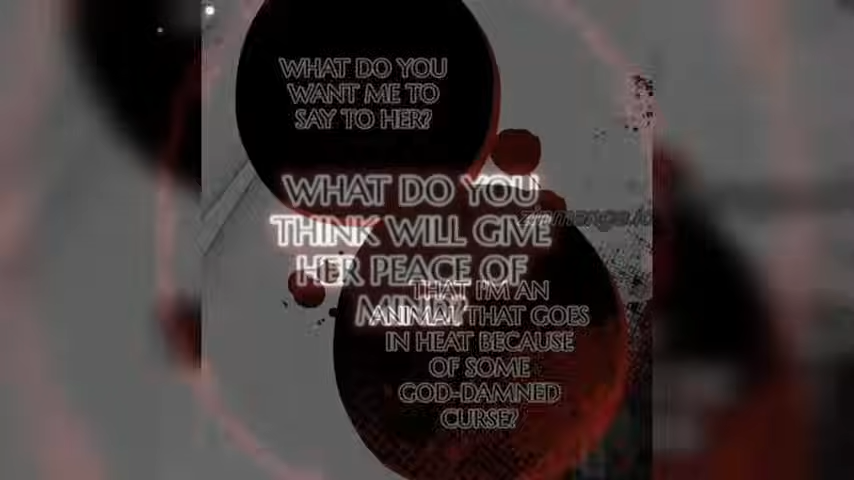 WHAT DO YOU
WANT ME TO
SAY TO HER?
WHAT DO YOU
THINK WILL GIVE
HER PEACE OF
MIND?
THAT I'M AN
ANIMAL THAT GOES
IN HEAT BECAUSE
OF SOME
GOD-DAMNED
CURSE?